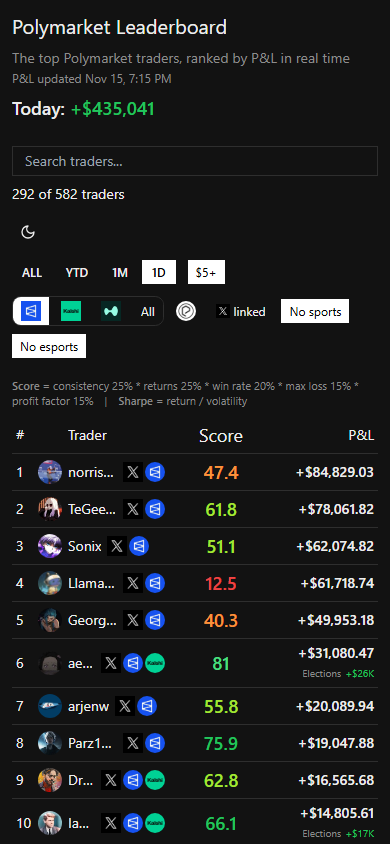 Polymarket Leaderboard
The top Polymarket traders, ranked by P&L in real time
P&L updated Nov 15, 7:15 PM
Today: +$435,041
Search traders...
292 of 582 traders
ALL YTD 1M 1D $5+
Kalshi All X linked No sports
No esports
Score = consistency 25% * returns 25% * win rate 20% * max loss 15% *
profit factor 15% | Sharpe = return / volatility
# Trader Score P&L
1 norris... X 47.4 +$84,829.03
2 TeGee... X 61.8 +$78,061.82
3 Sonix X 51.1 +$62,074.82
4 Llama... X 12.5 +$61,718.74
5 Georg... X 40.3 +$49,953.18
6 ae... X Kalshi 81 +$31,080.47
Elections +$26K
7 arjenw X 55.8 +$20,089.94
8 Parz1... X 75.9 +$19,047.88
9 Dr... X Kalshi 62.8 +$16,565.68
10 la... X Kalshi 66.1 +$14,805.61
Elections +$17K